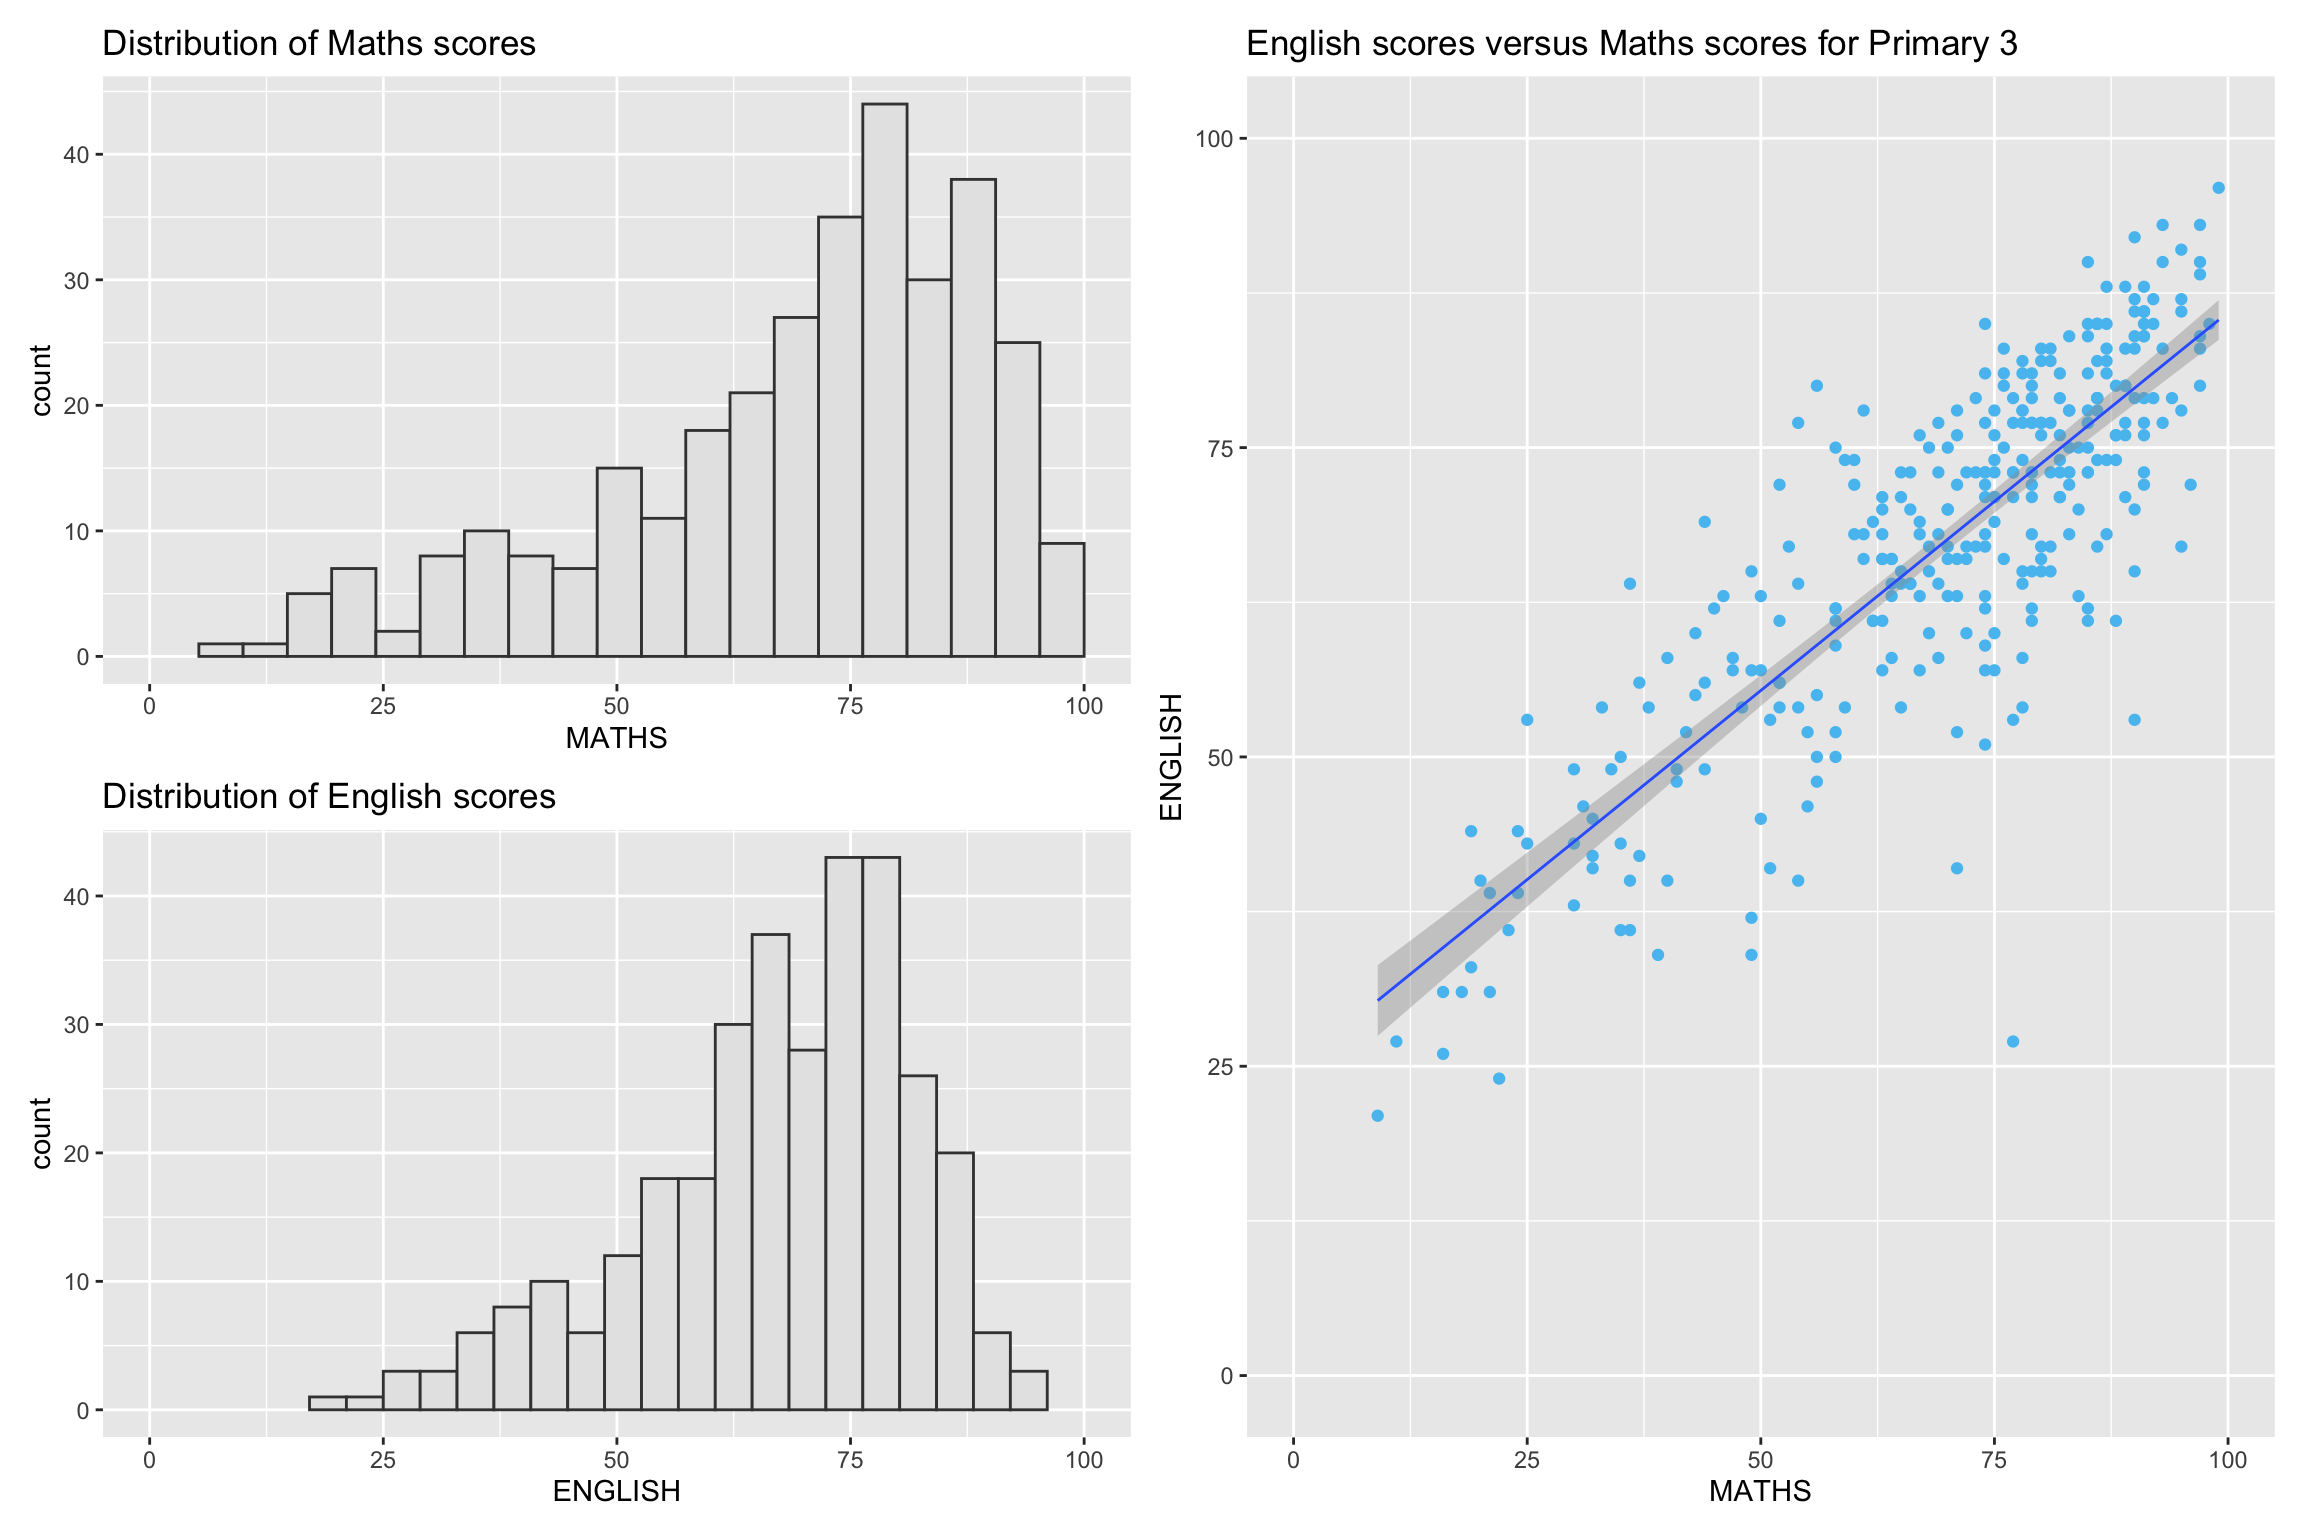 Distribution of Maths scores
40
30
20
10
0
count
0 25 50 75 100
MATHS
Distribution of English scores
40
30
20
10
0
count
0 25 50 75 100
ENGLISH
English scores versus Maths scores for Primary 3
100
75
50
25
0
ENGLISH
0 25 50 75 100
MATHS